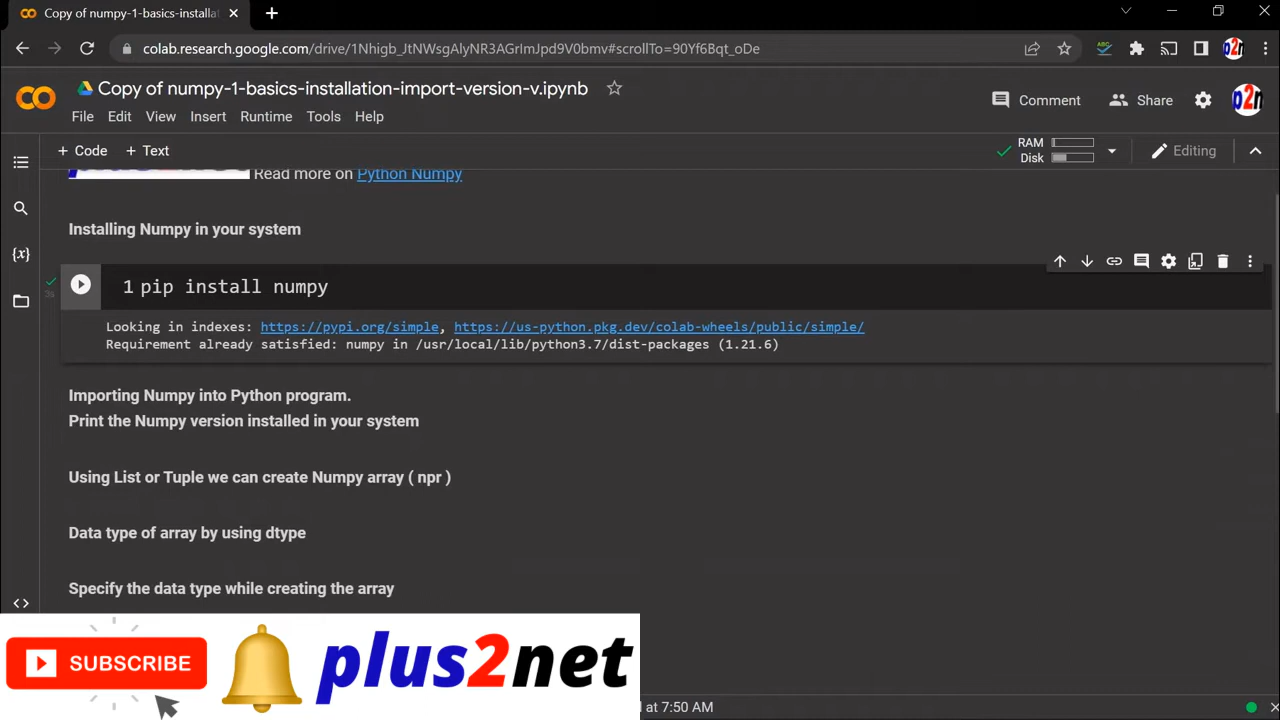 Copy of numpy-1-basics-installat
colab.research.google.com/drive/1Nhigb_JtNWsgAlyNR3AGrImJpd9V0bmv#scrollTo=90Yf6Bqt_oDe
ABC
p2n
Copy of numpy-1-basics-installation-import-version-v.ipynb
Comment
Share
p2n
File Edit View Insert Runtime Tools Help
+ Code + Text
RAM
Disk
Editing
Read more on Python Numpy
Installing Numpy in your system
{x}
3s
1 pip install numpy
Looking in indexes: https://pypi.org/simple, https://us-python.pkg.dev/colab-wheels/public/simple/
Requirement already satisfied: numpy in /usr/local/lib/python3.7/dist-packages (1.21.6)
Importing Numpy into Python program.
Print the Numpy version installed in your system
Using List or Tuple we can create Numpy array ( npr )
Data type of array by using dtype
Specify the data type while creating the array
SUBSCRIBE
plus2net
at 7:50 AM